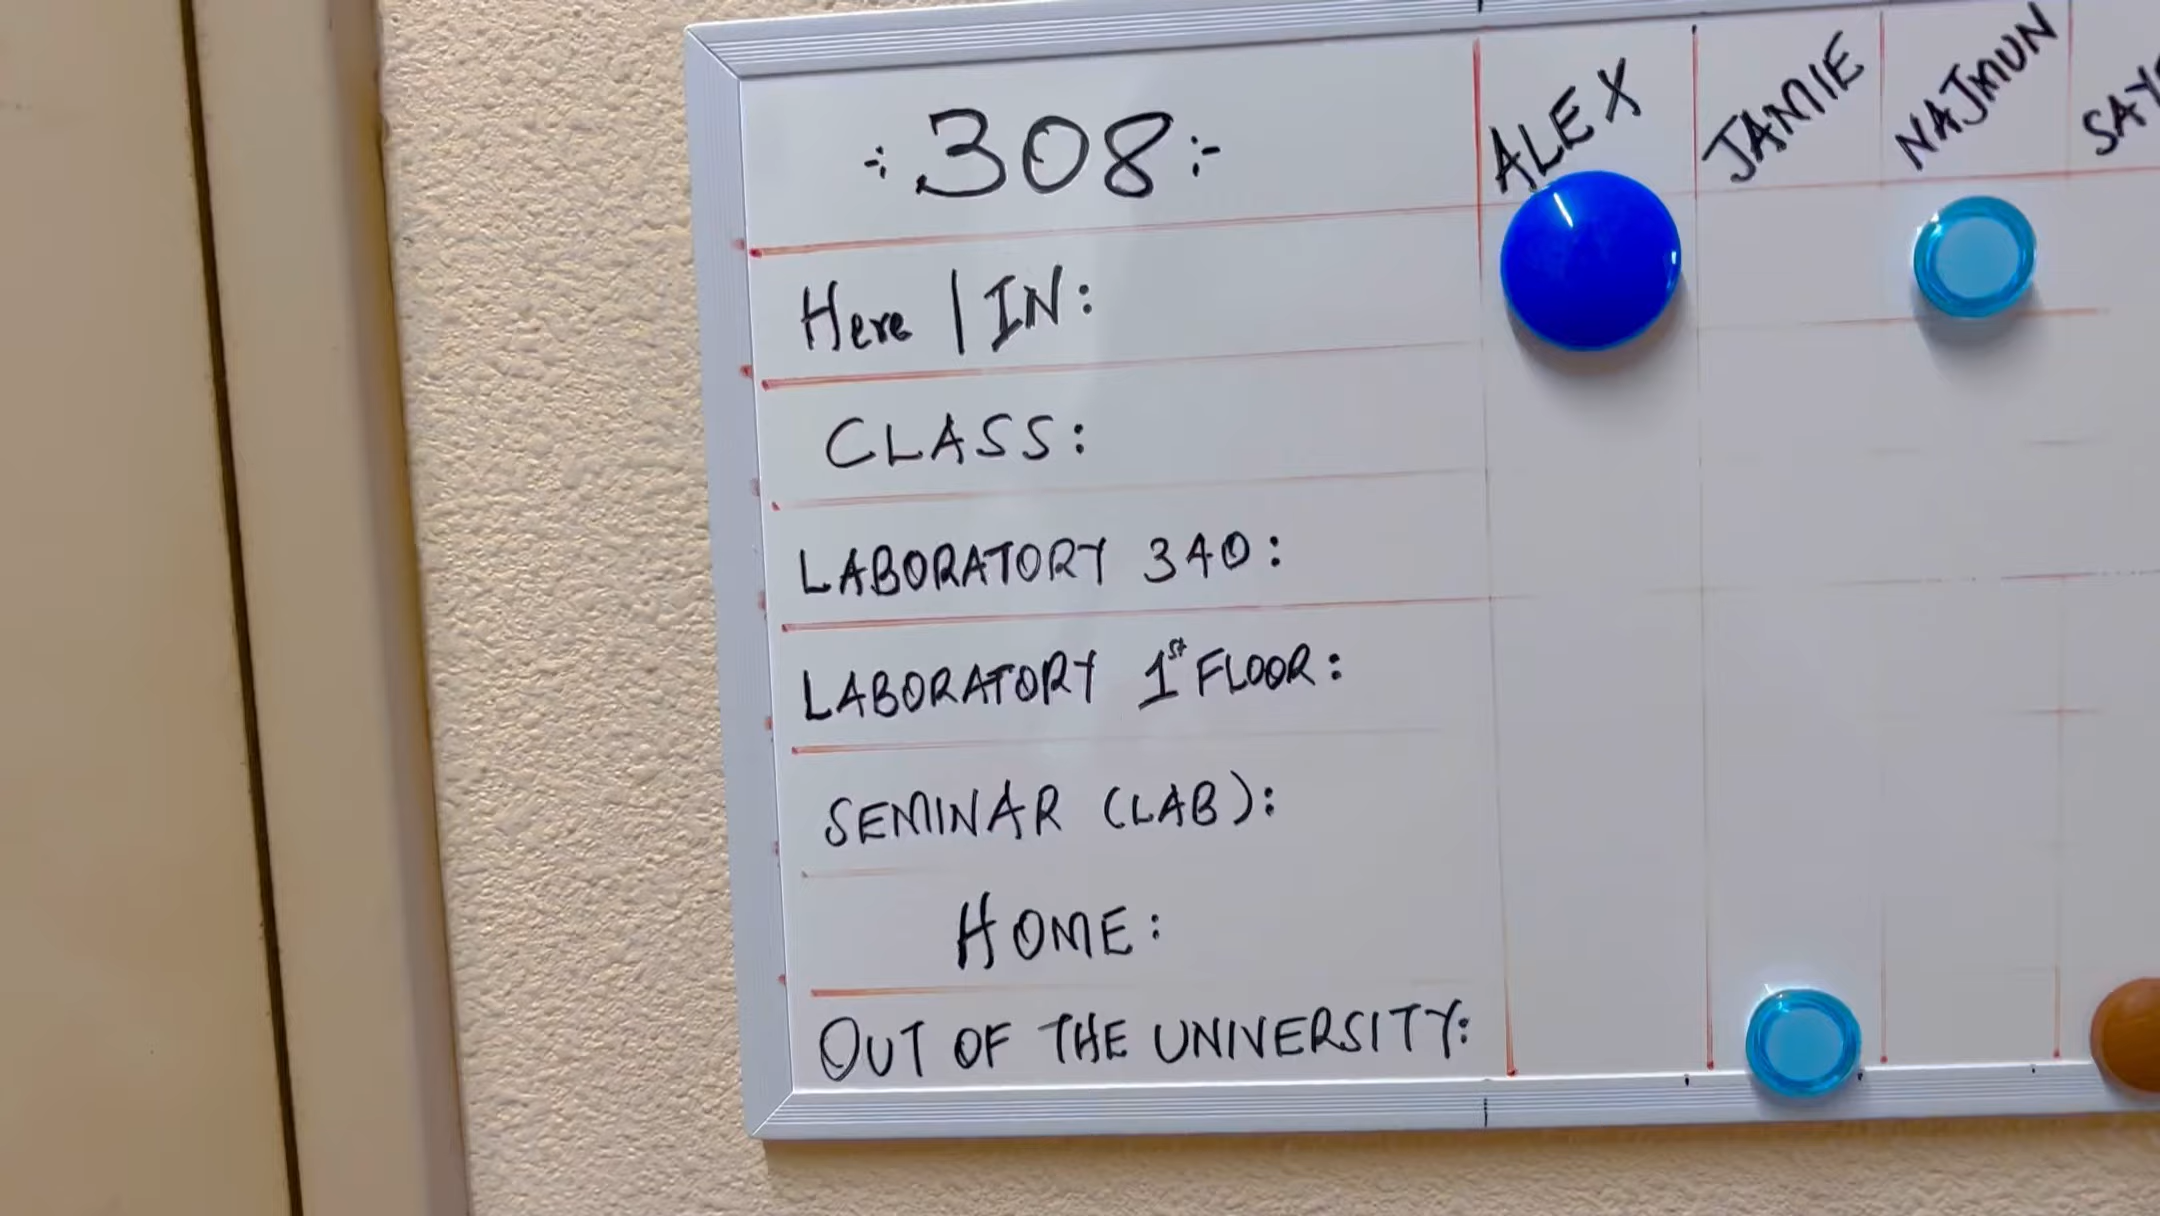 308
ALEX
JAMIE
NAJMUN
Here | IN:
CLASS:
LABORATORY 340:
LABORATORY 1st FLOOR:
SEMINAR (LAB):
HOME:
OUT OF THE UNIVERSITY: